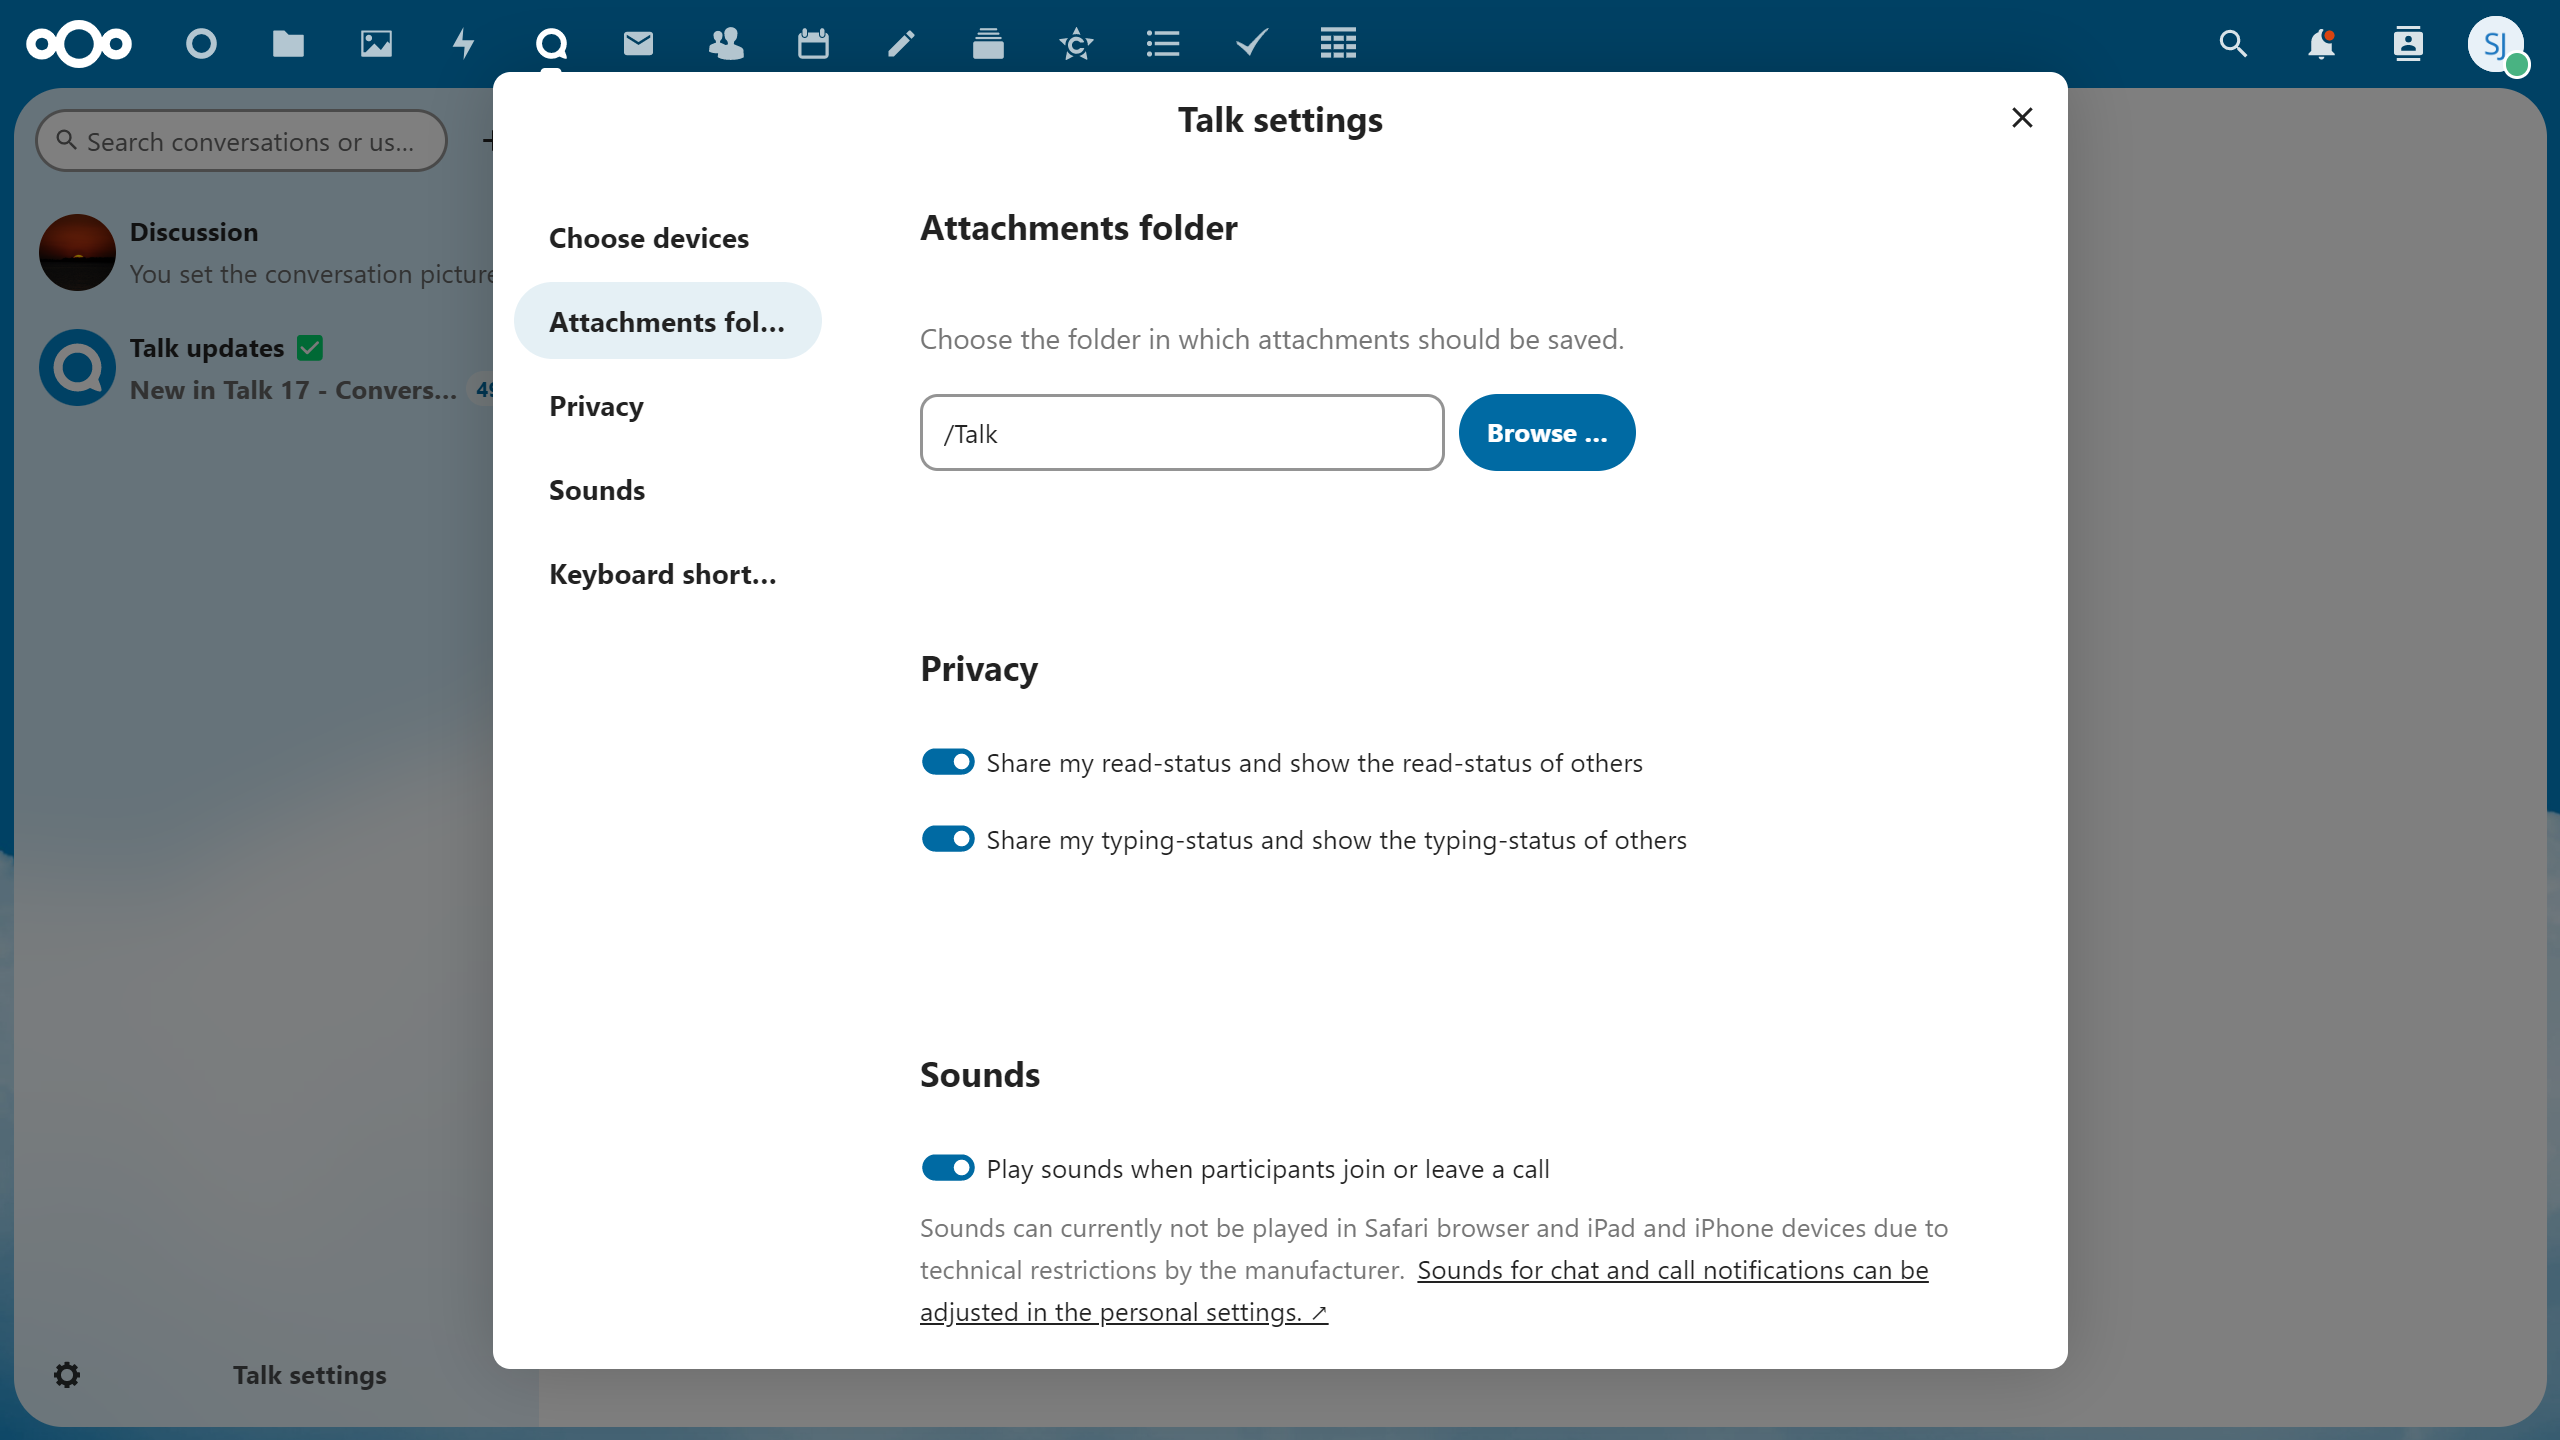 SJ
Search conversations or us...
Discussion
You set the conversation picture
Talk updates ✅
New in Talk 17 - Convers...
Talk settings
Talk settings
Choose devices
Attachments fol...
Privacy
Sounds
Keyboard short...
Attachments folder
Choose the folder in which attachments should be saved.
/Talk
Browse ...
Privacy
Share my read-status and show the read-status of others
Share my typing-status and show the typing-status of others
Sounds
Play sounds when participants join or leave a call
Sounds can currently not be played in Safari browser and iPad and iPhone devices due to
technical restrictions by the manufacturer. Sounds for chat and call notifications can be
adjusted in the personal settings. ↗